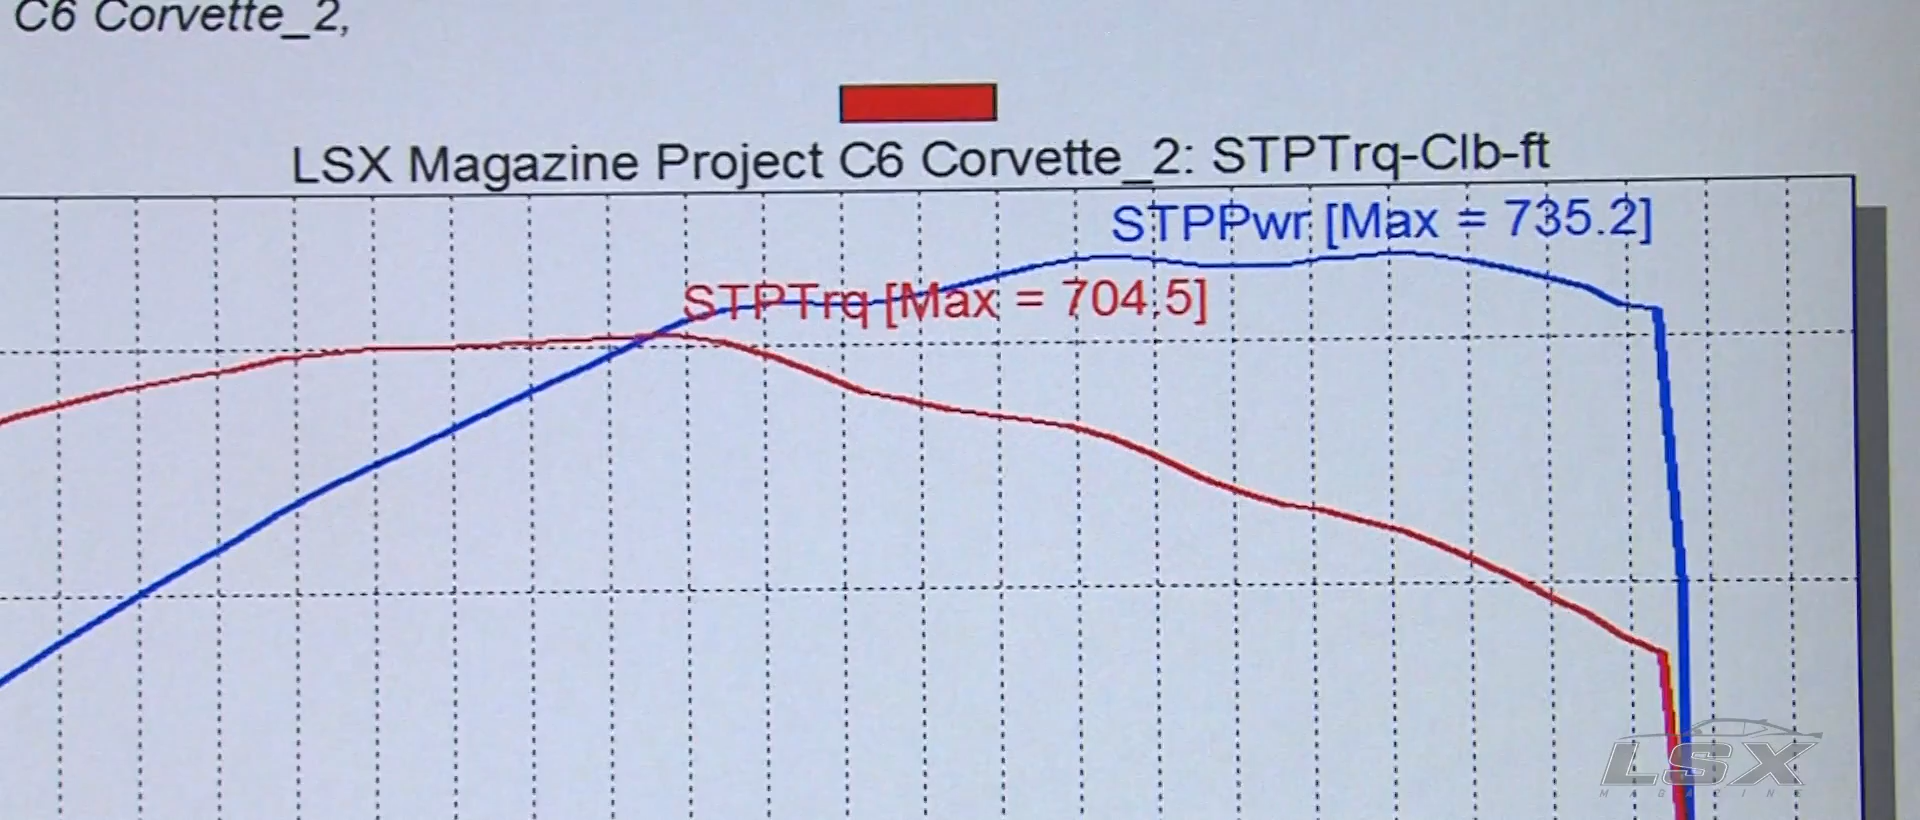 C6 Corvette_2,
LSX Magazine Project C6 Corvette_2: STPTrq-Clb-ft
STPPwr [Max = 735.2]
STPTrq [Max = 704.5]
LSX
MAGAZINE